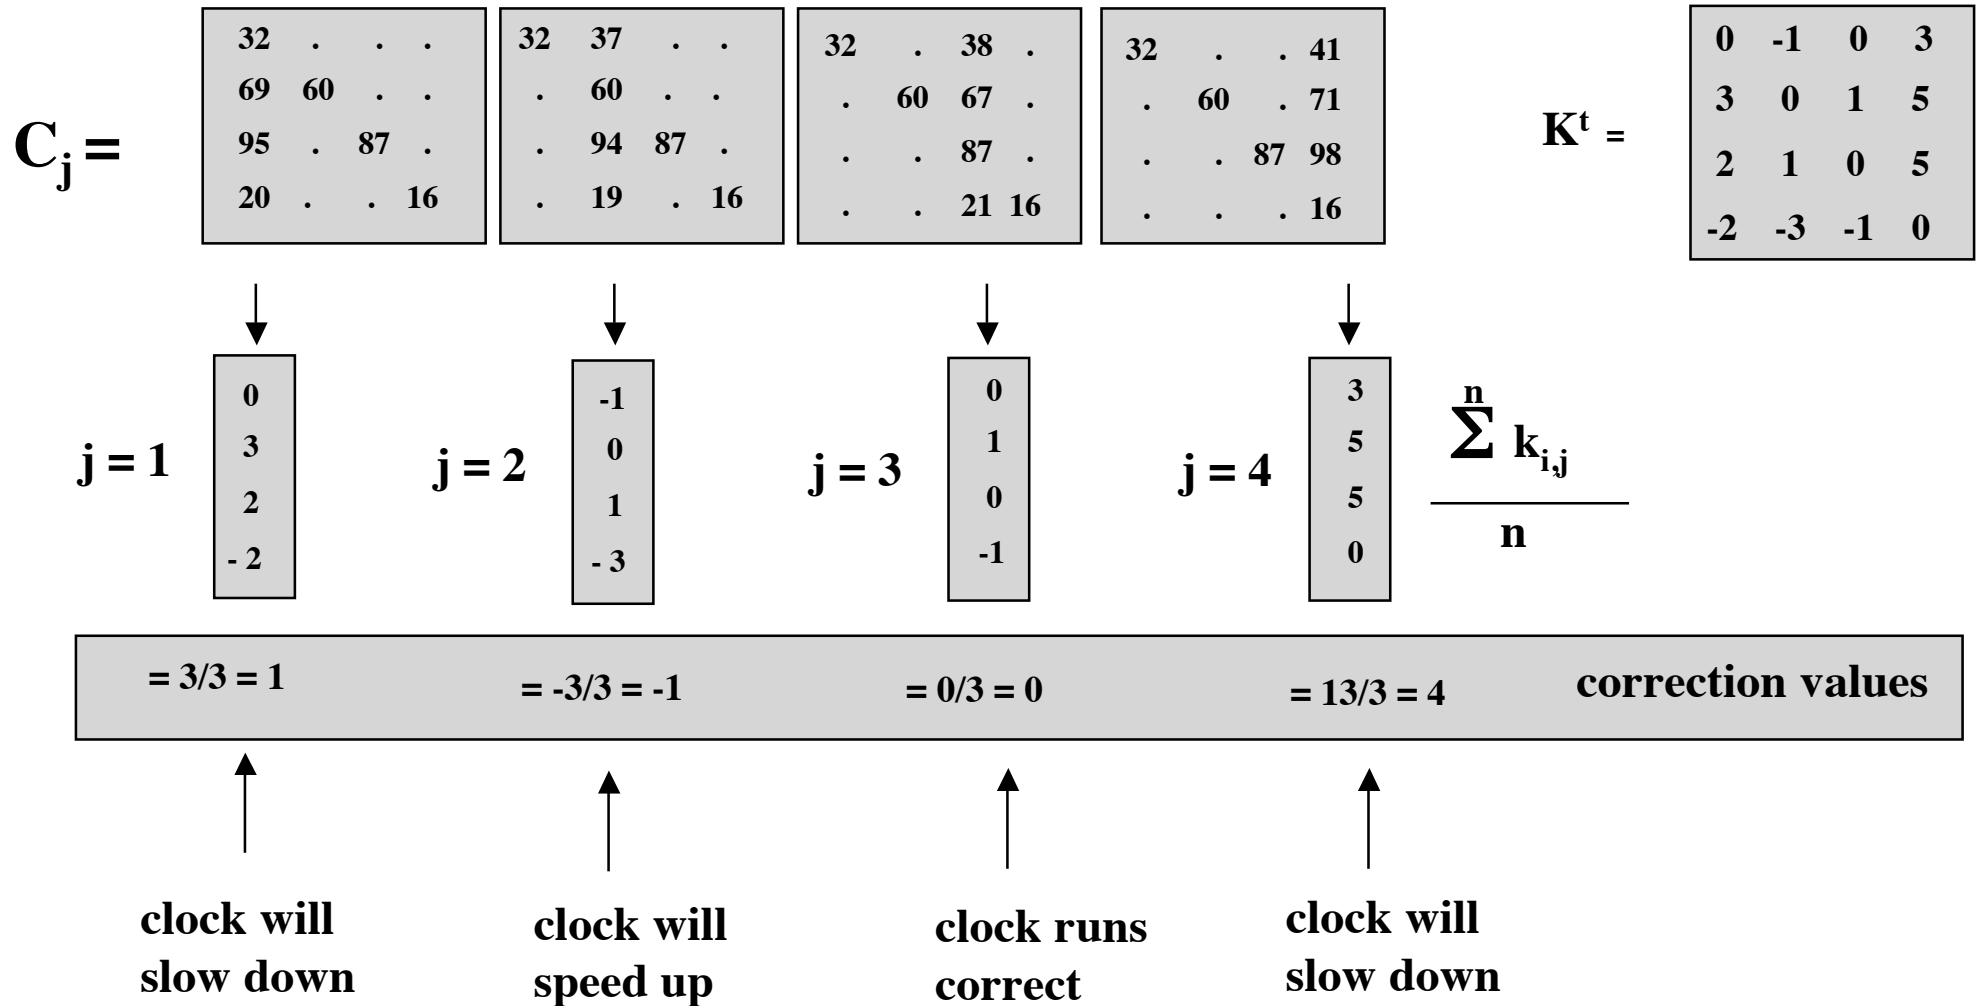 C_j =
32 . . .
69 60 . .
95 . 87 .
20 . . 16
32 37 . .
. 60 . .
. 94 87 .
. 19 . 16
32 . 38 .
. 60 67 .
. . 87 .
. . 21 16
32 . . 41
. 60 . 71
. . 87 98
. . . 16
K^t =
0 -1 0 3
3 0 1 5
2 1 0 5
-2 -3 -1 0
j = 1
0
3
2
- 2
j = 2
-1
0
1
- 3
j = 3
0
1
0
-1
j = 4
3
5
5
0
n
Σ k_i,j
n
= 3/3 = 1
= -3/3 = -1
= 0/3 = 0
= 13/3 = 4
correction values
clock will
slow down
clock will
speed up
clock runs
correct
clock will
slow down